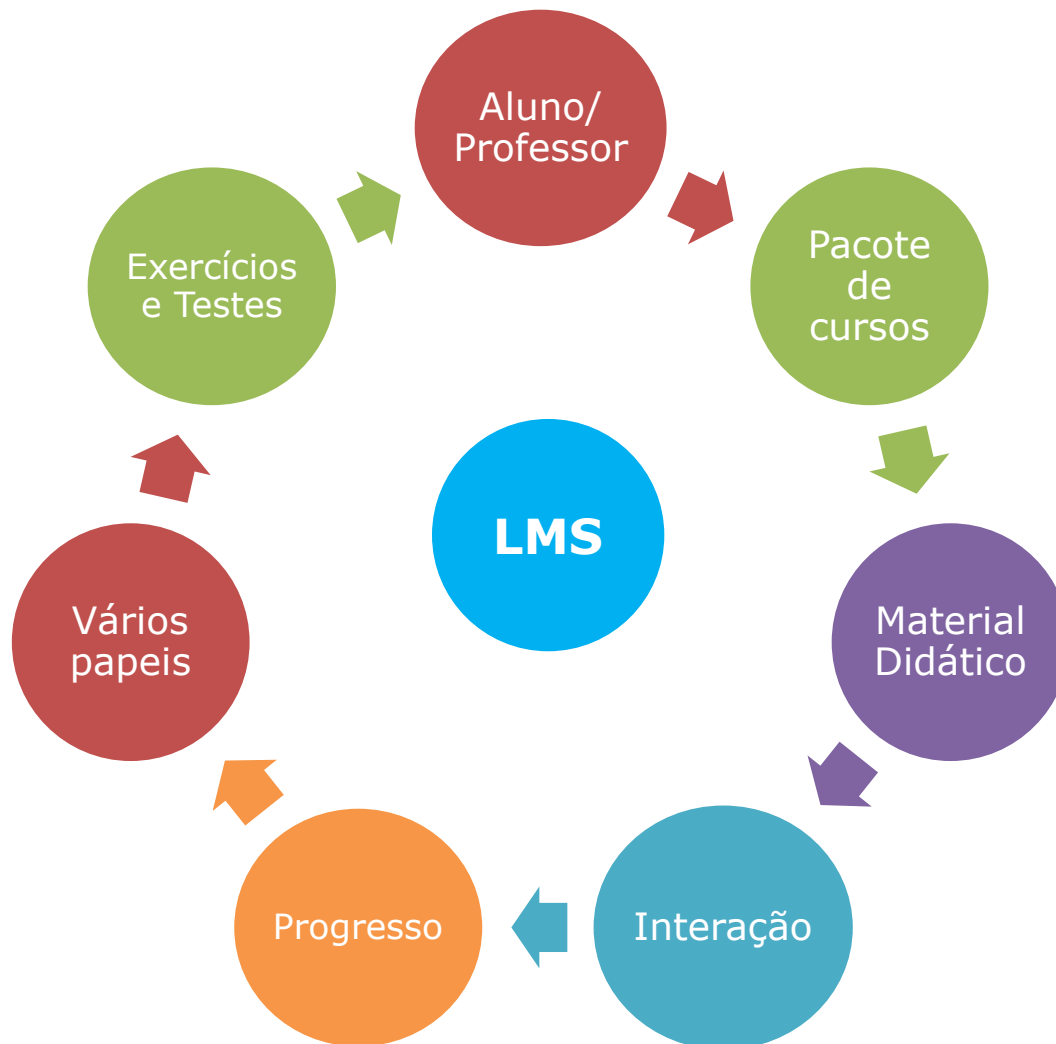 Aluno/
Professor
Pacote
de
cursos
Material
Didático
Interação
Progresso
Vários
papeis
Exercícios
e Testes
LMS